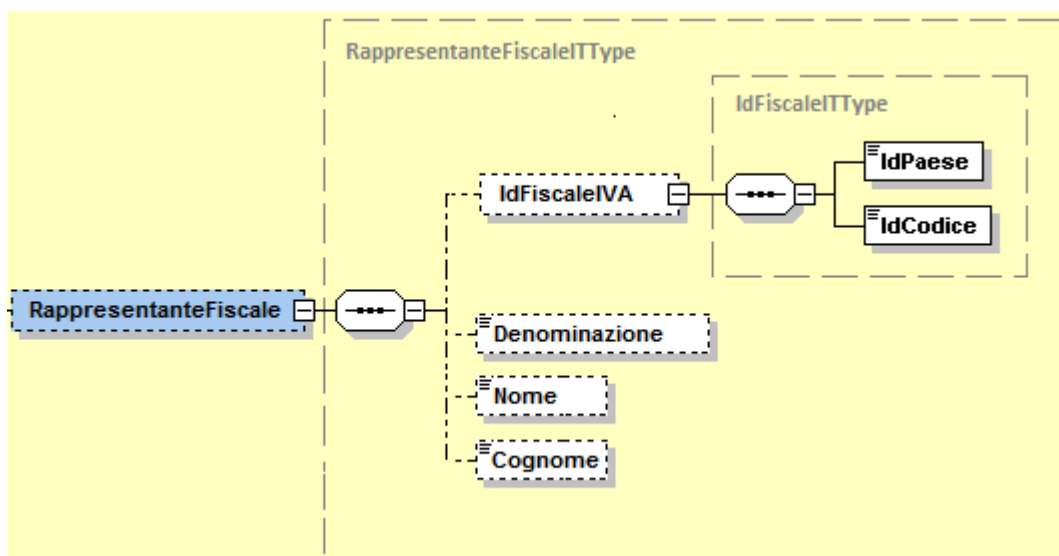 RappresentanteFiscaleITType
IdFiscaleITType
IdPaese
IdFiscaleIVA
IdCodice
RappresentanteFiscale
Denominazione
Nome
Cognome